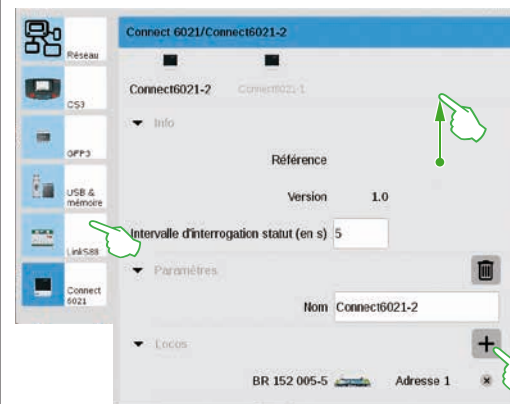 Réseau
CS3
GFP3
USB &
mémoire
LinkS88
Connect
6021
Connect 6021/Connect6021-2
Connect6021-2 Connect6021-1
Info
Référence
Version 1.0
Intervalle d'interrogation statut (en s) 5
Paramètres
Nom Connect6021-2
Locos
BR 152 005-5 Adresse 1